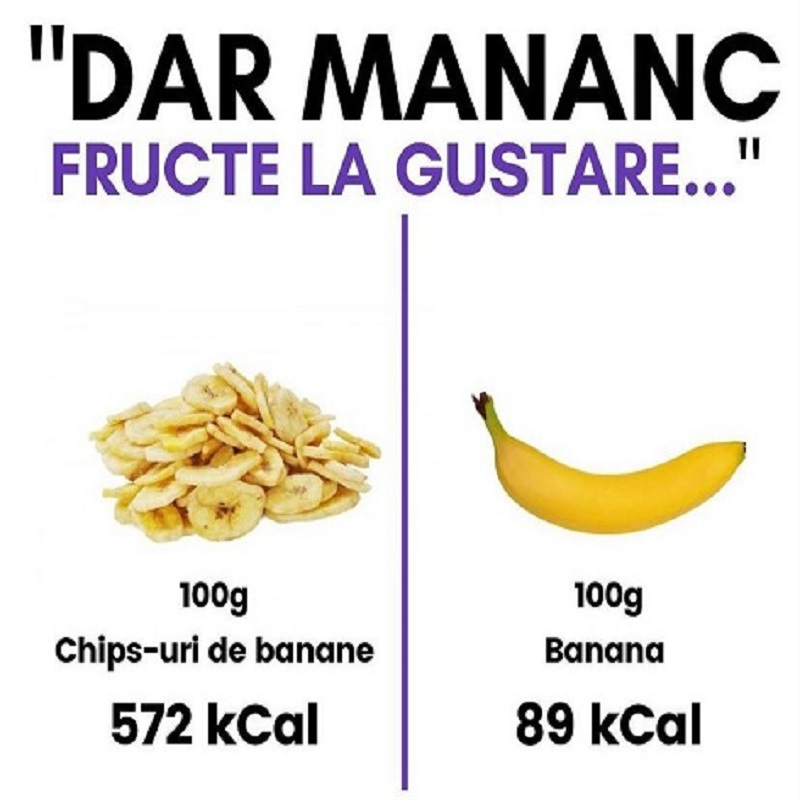 "DAR MANANC
FRUCTE LA GUSTARE..."
100g
Chips-uri de banane
572 kCal
100g
Banana
89 kCal